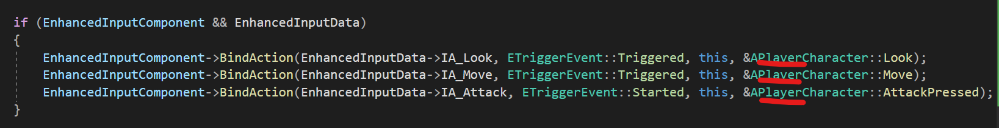 if (EnhancedInputComponent && EnhancedInputData)
{
EnhancedInputComponent->BindAction(EnhancedInputData->IA_Look, ETriggerEvent::Triggered, this, &APlayerCharacter::Look);
EnhancedInputComponent->BindAction(EnhancedInputData->IA_Move, ETriggerEvent::Triggered, this, &APlayerCharacter::Move);
EnhancedInputComponent->BindAction(EnhancedInputData->IA_Attack, ETriggerEvent::Started, this, &APlayerCharacter::AttackPressed);
}